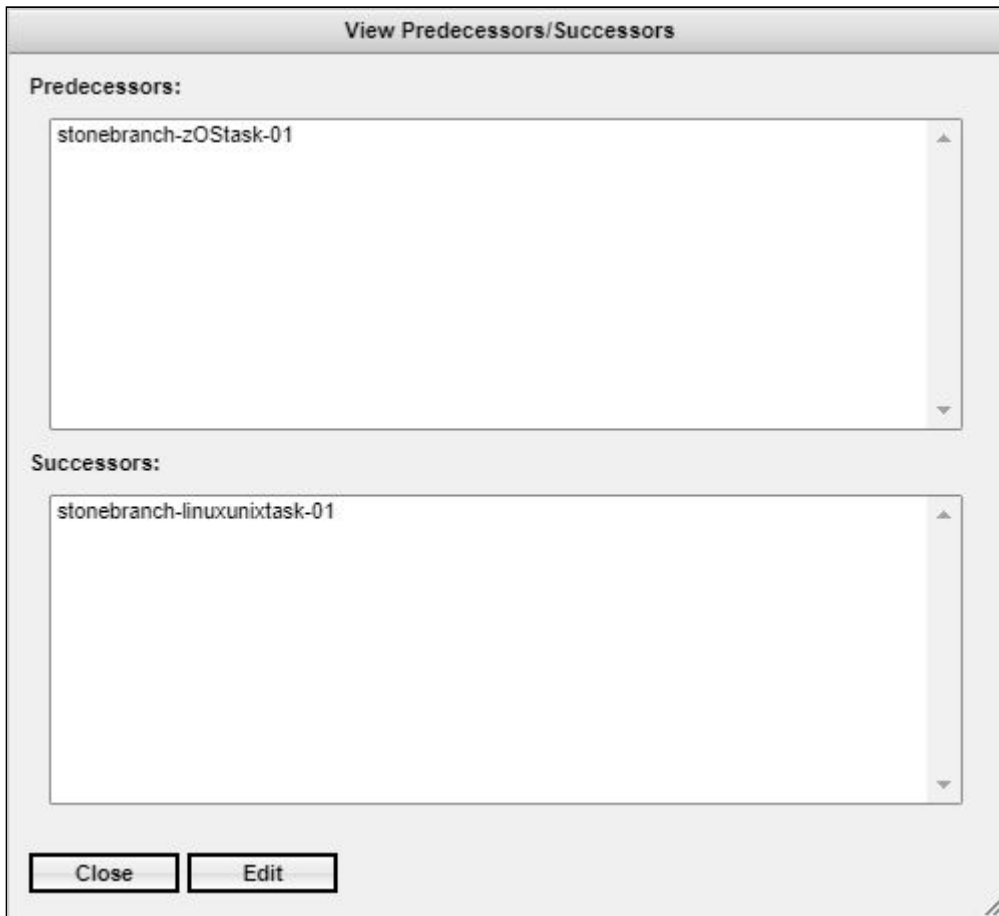 View Predecessors/Successors
Predecessors:
stonebranch-zOStask-01
Successors:
stonebranch-linuxunixtask-01
Close Edit